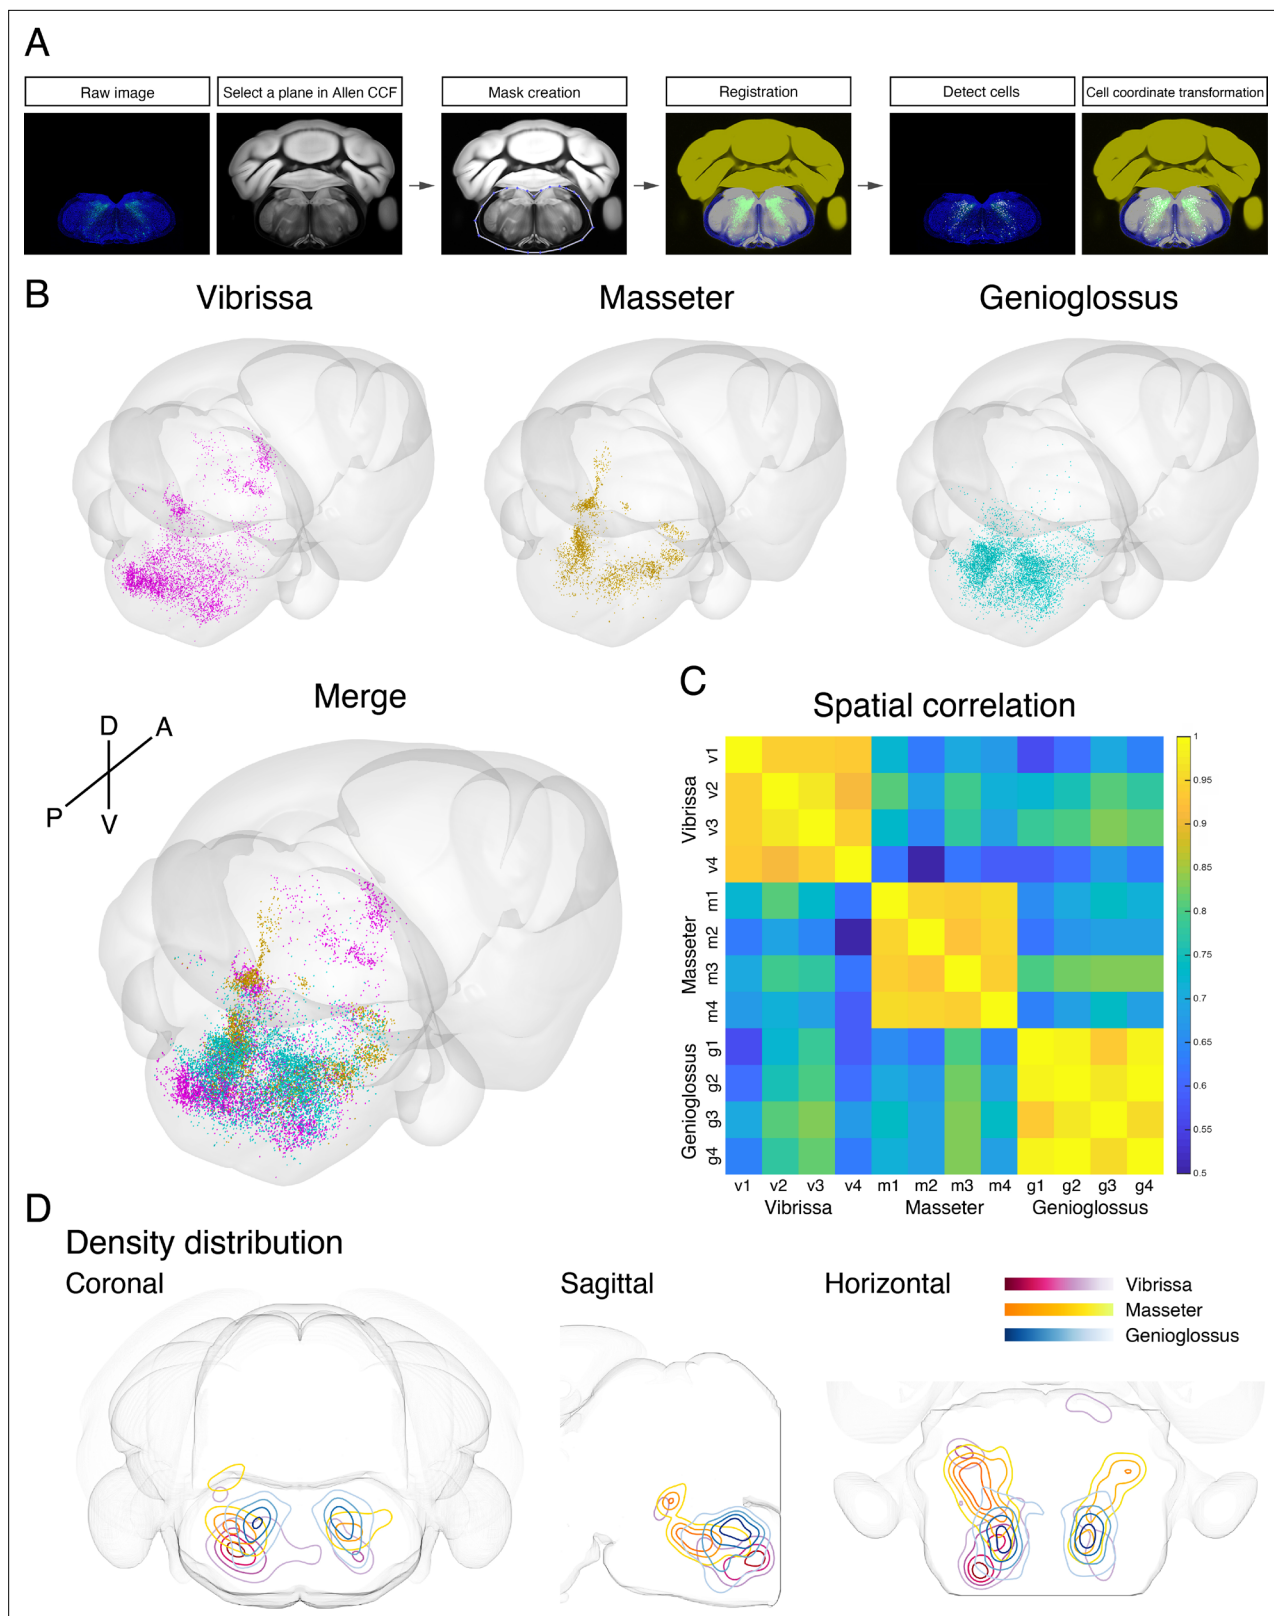 A
Raw image
Select a plane in Allen CCF
Mask creation
Registration
Detect cells
Cell coordinate transformation
B
Vibrissa
Masseter
Genioglossus
Merge
D
A
P
V
C
Spatial correlation
v1
v2
v3
v4
m1
m2
m3
m4
g1
g2
g3
g4
Vibrissa
Masseter
Genioglossus
v1 v2 v3 v4 m1 m2 m3 m4 g1 g2 g3 g4
Vibrissa Masseter Genioglossus
1
0.95
0.9
0.85
0.8
0.75
0.7
0.65
0.6
0.55
0.5
D
Density distribution
Coronal
Sagittal
Horizontal
Vibrissa
Masseter
Genioglossus